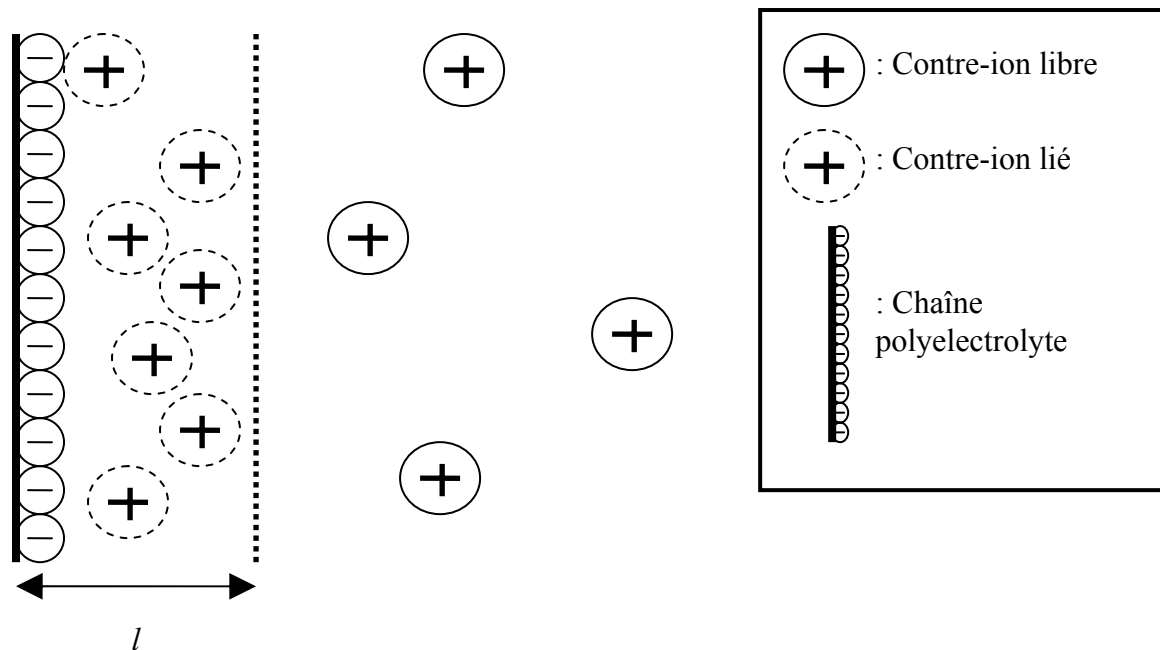 : Contre-ion libre
: Contre-ion lié
: Chaîne
polyelectrolyte
l